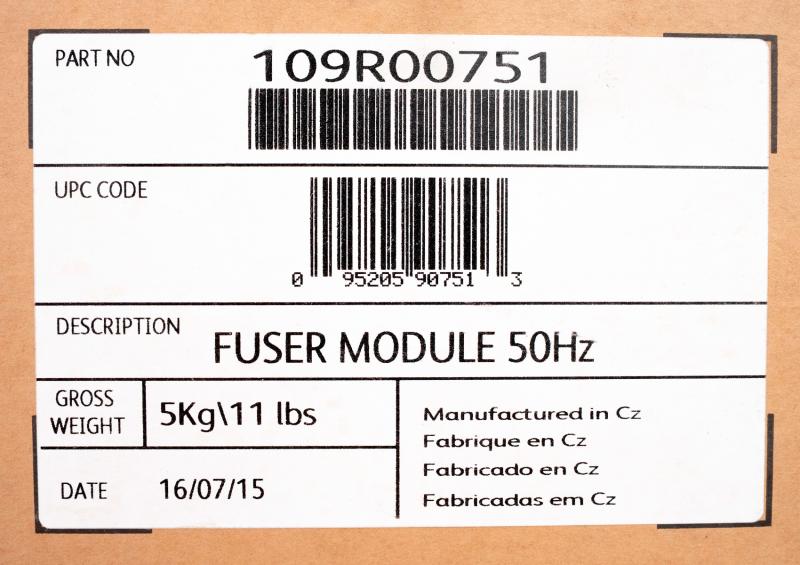 PART NO
109R00751
UPC CODE
0 95205 90751 3
DESCRIPTION
FUSER MODULE 50Hz
GROSS
WEIGHT
5Kg\11 lbs
DATE
16/07/15
Manufactured in Cz
Fabrique en Cz
Fabricado en Cz
Fabricadas em Cz